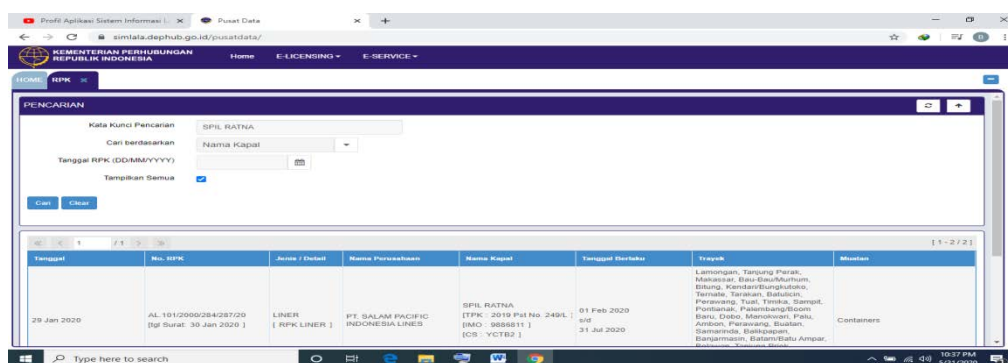 Profil Aplikasi Sistem Informasi L
Pusat Data
simlala.dephub.go.id/pusatdata/
KEMENTERIAN PERHUBUNGAN
REPUBLIK INDONESIA
Home
E-LICENSING
E-SERVICE
HOME
RPK
PENCARIAN
Kata Kunci Pencarian
SPIL RATNA
Cari berdasarkan
Nama Kapal
Tanggal RPK (DD/MM/YYYY)
Tampilkan Semua
Cari
Clear
1 / 1
[ 1 - 2 / 2 ]
Tanggal No. RPK Jenis / Detail Nama Perusahaan Nama Kapal Tanggal Berlaku Trayek Muatan
29 Jan 2020
AL.101/2000/284/287/20
[tgl Surat: 30 Jan 2020 ]
LINER
[ RPK LINER ]
PT. SALAM PACIFIC
INDONESIA LINES
SPIL RATNA
[TPK : 2019 Pst No. 249/L ]
[IMO : 9886811 ]
[CS : YCTB2 ]
01 Feb 2020
s/d
31 Jul 2020
Lamongan, Tanjung Perak,
Makassar, Bau-Bau/Murhum,
Bitung, Kendari/Bungkutoko,
Ternate, Tarakan, Batulicin,
Perawang, Tual, Timika, Sampit,
Pontianak, Palembang/Boom
Baru, Dobo, Manokwari, Palu,
Ambon, Perawang, Buatan,
Samarinda, Balikpapan,
Banjarmasin, Batam/Batu Ampar,
Containers
Type here to search
10:37 PM
5/31/2020